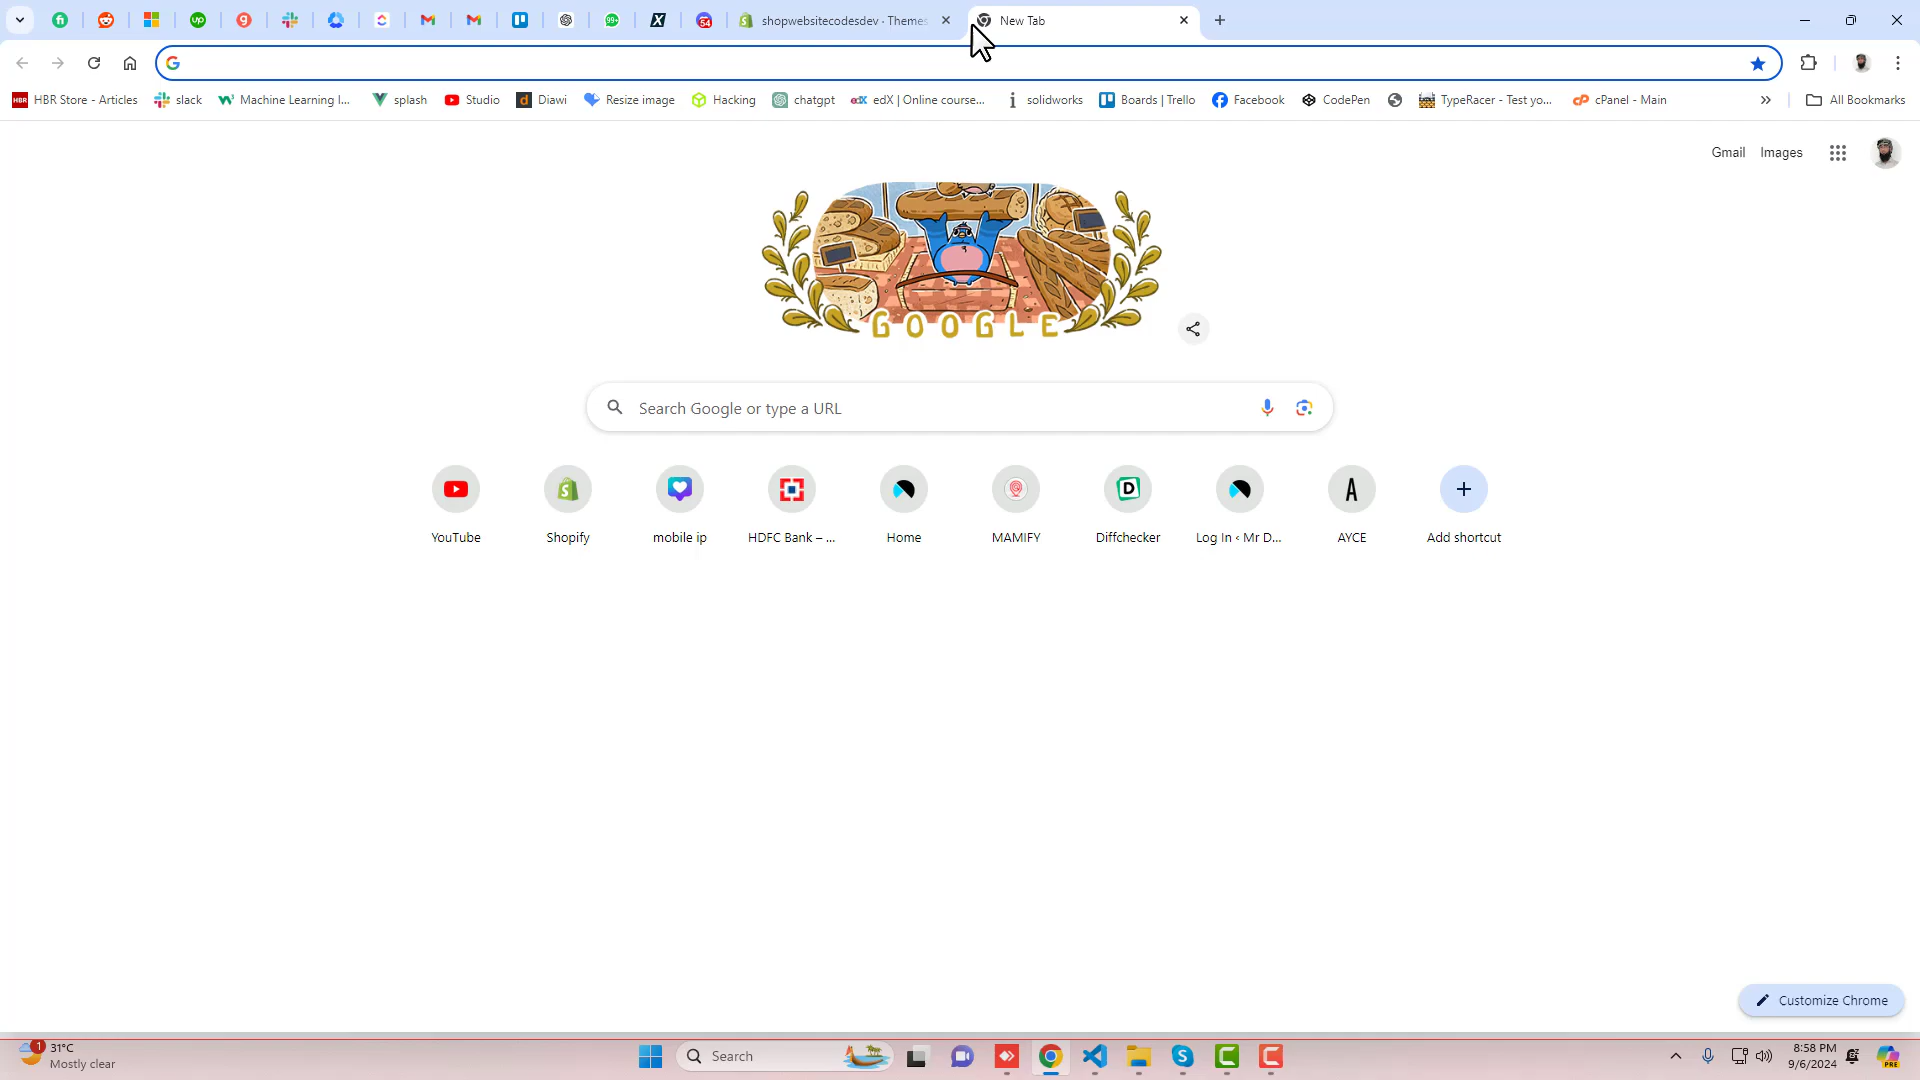 shopwebsitecodesdev · Themes
New Tab
HBR Store - Articles
slack
Machine Learning I...
splash
Studio
Diawi
Resize image
Hacking
chatgpt
edX | Online course...
solidworks
Boards | Trello
Facebook
CodePen
TypeRacer - Test yo...
cPanel - Main
»
All Bookmarks
Gmail
Images
GOOGLE
Search Google or type a URL
YouTube
Shopify
mobile ip
HDFC Bank – ...
Home
MAMIFY
Diffchecker
Log In ‹ Mr D...
AYCE
Add shortcut
Customize Chrome
1
31°C
Mostly clear
Search
8:58 PM
9/6/2024
PRE